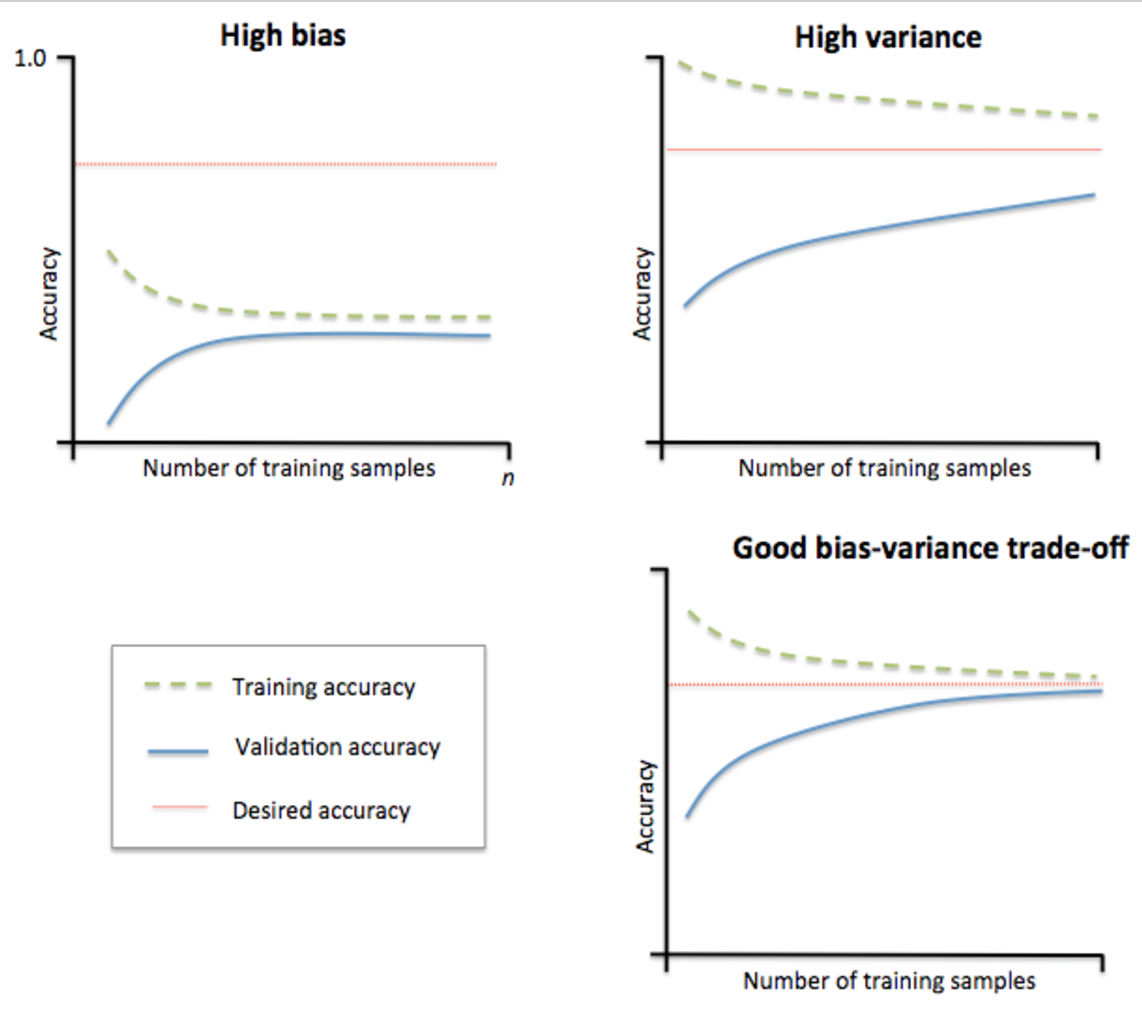 High bias
1.0
Accuracy
Number of training samples
n
High variance
Accuracy
Number of training samples
Training accuracy
Validation accuracy
Desired accuracy
Good bias-variance trade-off
Accuracy
Number of training samples